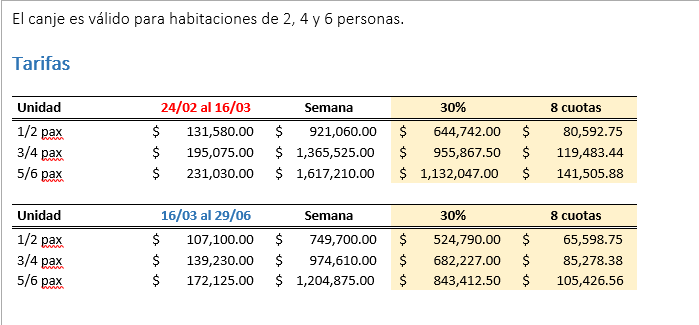 El canje es válido para habitaciones de 2, 4 y 6 personas.
Tarifas
Unidad 24/02 al 16/03 Semana 30% 8 cuotas
1/2 pax $ 131,580.00 $ 921,060.00 $ 644,742.00 $ 80,592.75
3/4 pax $ 195,075.00 $ 1,365,525.00 $ 955,867.50 $ 119,483.44
5/6 pax $ 231,030.00 $ 1,617,210.00 $ 1,132,047.00 $ 141,505.88
Unidad 16/03 al 29/06 Semana 30% 8 cuotas
1/2 pax $ 107,100.00 $ 749,700.00 $ 524,790.00 $ 65,598.75
3/4 pax $ 139,230.00 $ 974,610.00 $ 682,227.00 $ 85,278.38
5/6 pax $ 172,125.00 $ 1,204,875.00 $ 843,412.50 $ 105,426.56